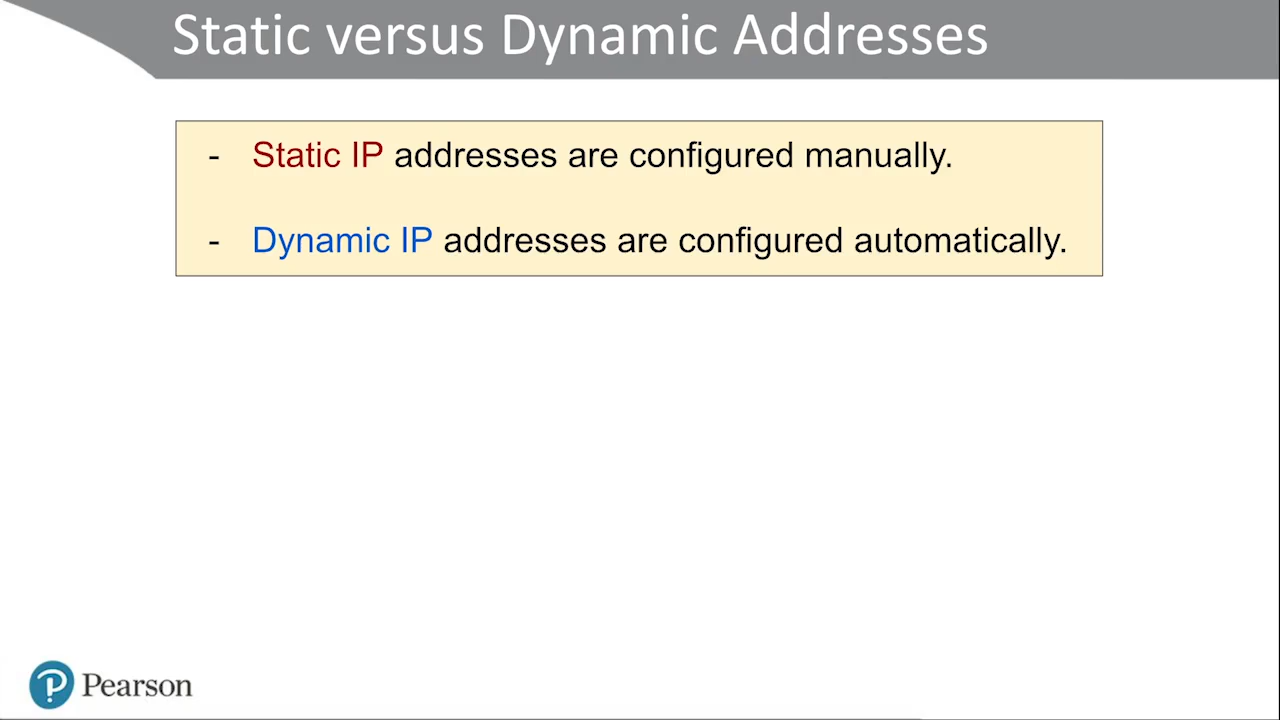 Static versus Dynamic Addresses
- Static IP addresses are configured manually.
- Dynamic IP addresses are configured automatically.
Pearson